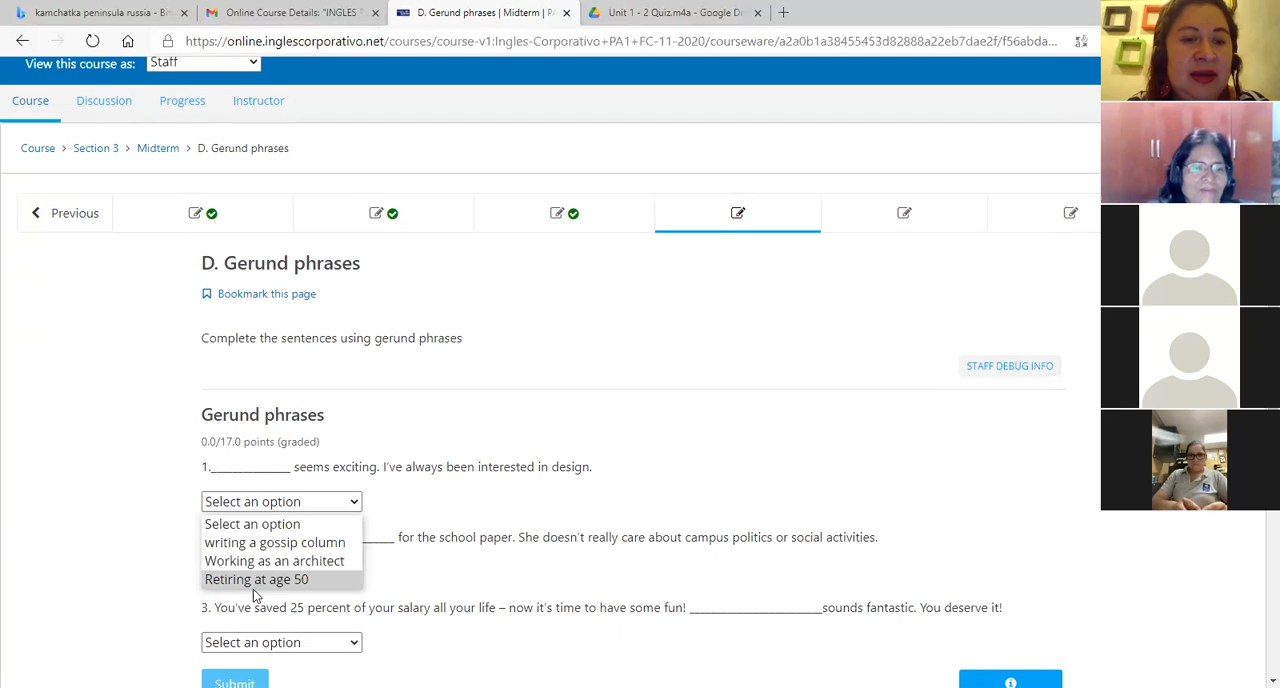 kamchatka peninsula russia - Bin
Online Course Details: "INGLES
D. Gerund phrases | Midterm | P
Unit 1 - 2 Quiz.m4a - Google D
https://online.inglescorporativo.net/courses/course-v1:Ingles-Corporativo+PA1+FC-11-2020/courseware/a2a0b1a38455453d82888a22eb7dae2f/f56abda...
View this course as: Staff
Course Discussion Progress Instructor
Course > Section 3 > Midterm > D. Gerund phrases
Previous
D. Gerund phrases
Bookmark this page
Complete the sentences using gerund phrases
STAFF DEBUG INFO
Gerund phrases
0.0/17.0 points (graded)
1.______________ seems exciting. I've always been interested in design.
Select an option
Select an option
writing a gossip column
______ for the school paper. She doesn't really care about campus politics or social activities.
Working as an architect
Retiring at age 50
3. You've saved 25 percent of your salary all your life – now it's time to have some fun! ______________________sounds fantastic. You deserve it!
Select an option
Submit